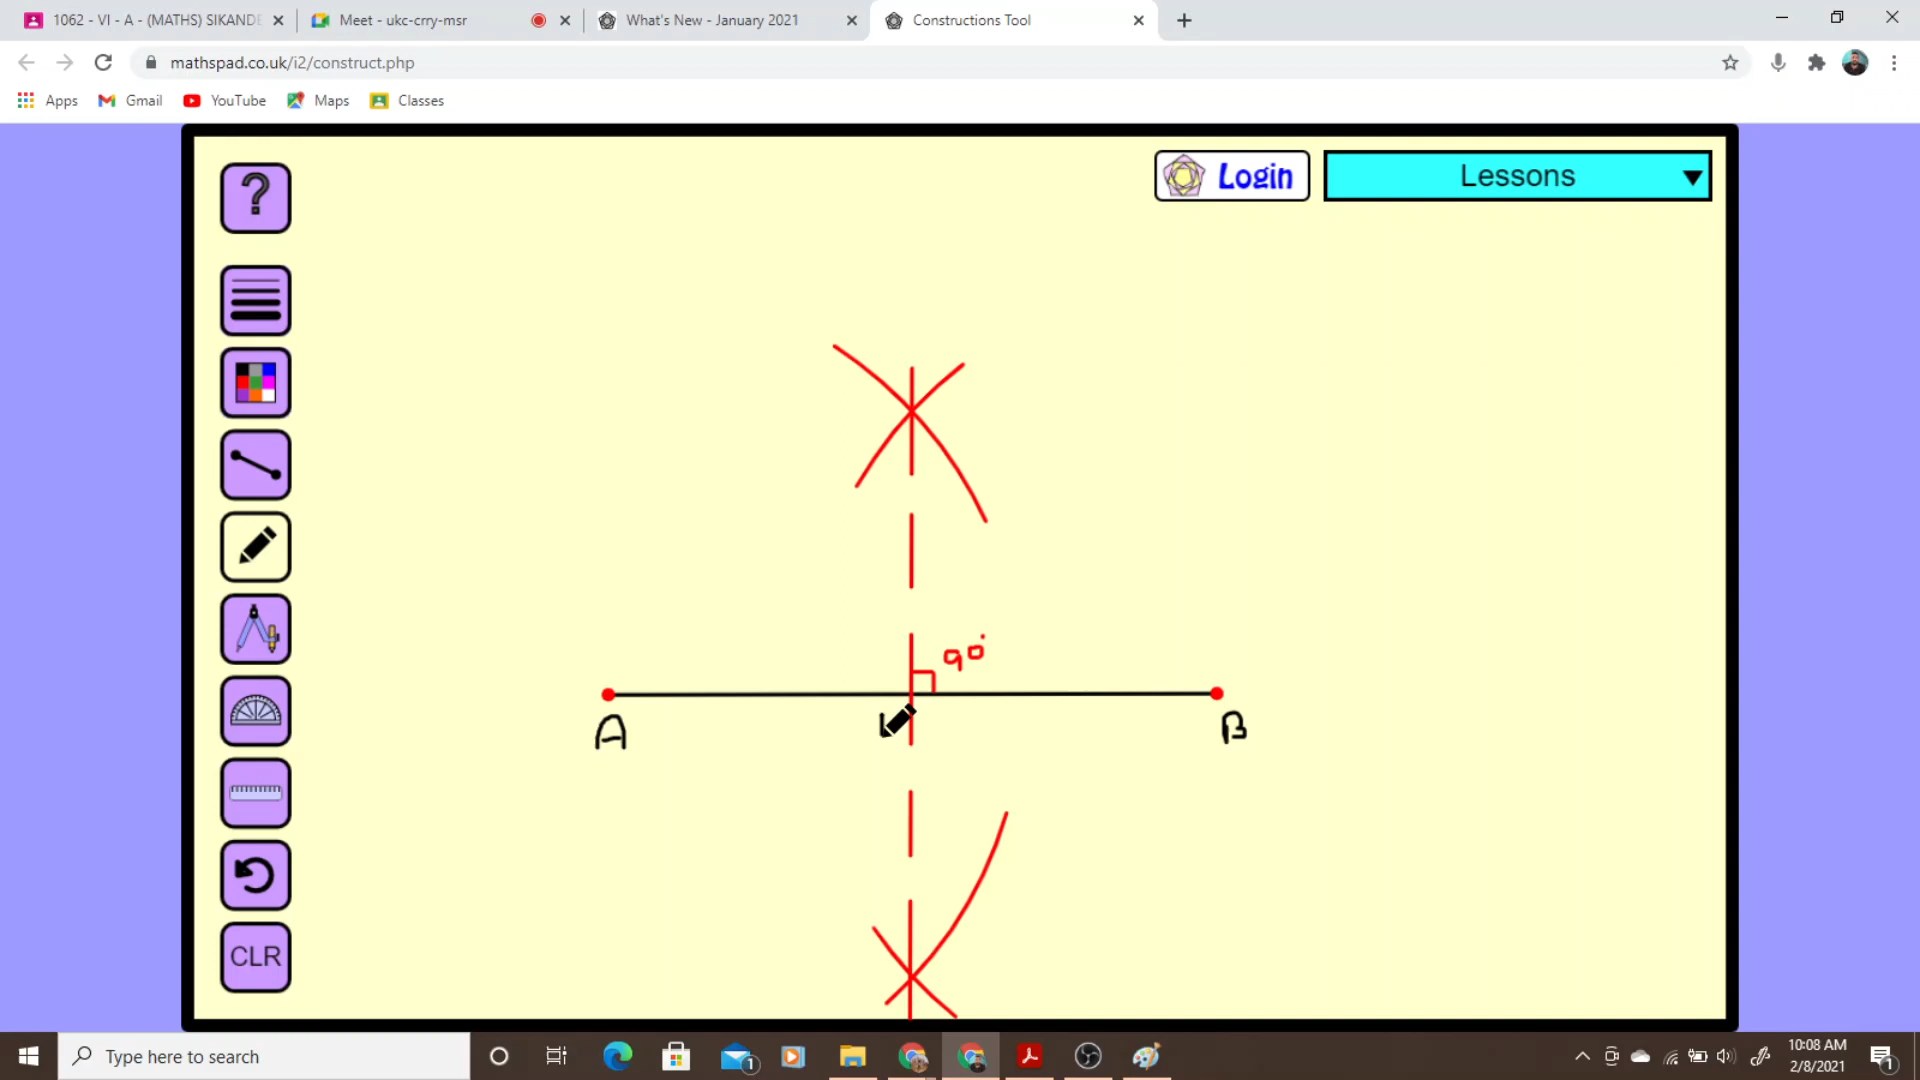 1062 - VI - A - (MATHS) SIKANDE
Meet - ukc-crry-msr
What's New - January 2021
Constructions Tool
mathspad.co.uk/i2/construct.php
Apps
Gmail
YouTube
Maps
Classes
?
Login
Lessons
90°
A
B
CLR
Type here to search
1
10:08 AM
2/8/2021
1